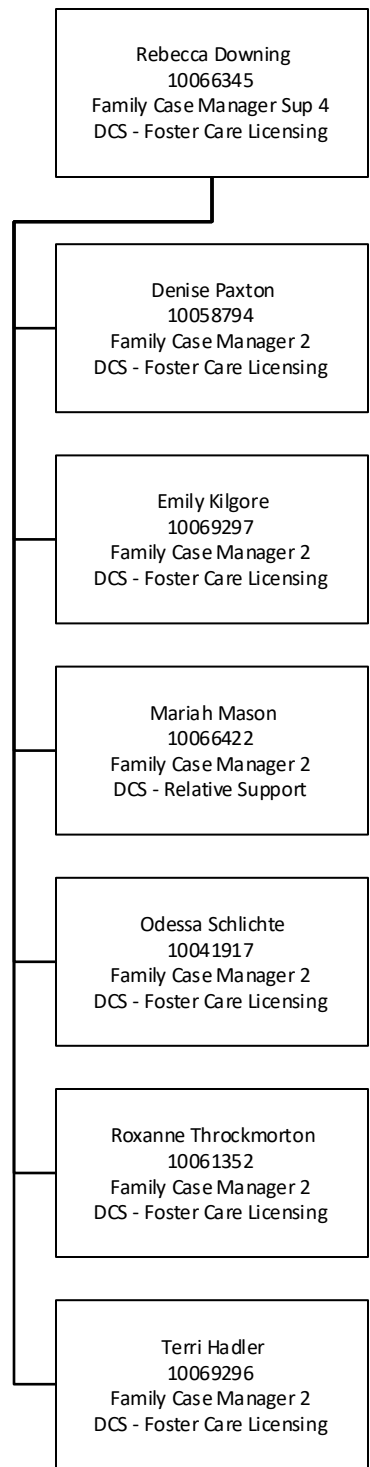 Rebecca Downing
10066345
Family Case Manager Sup 4
DCS - Foster Care Licensing
Denise Paxton
10058794
Family Case Manager 2
DCS - Foster Care Licensing
Emily Kilgore
10069297
Family Case Manager 2
DCS - Foster Care Licensing
Mariah Mason
10066422
Family Case Manager 2
DCS - Relative Support
Odessa Schlichte
10041917
Family Case Manager 2
DCS - Foster Care Licensing
Roxanne Throckmorton
10061352
Family Case Manager 2
DCS - Foster Care Licensing
Terri Hadler
10069296
Family Case Manager 2
DCS - Foster Care Licensing